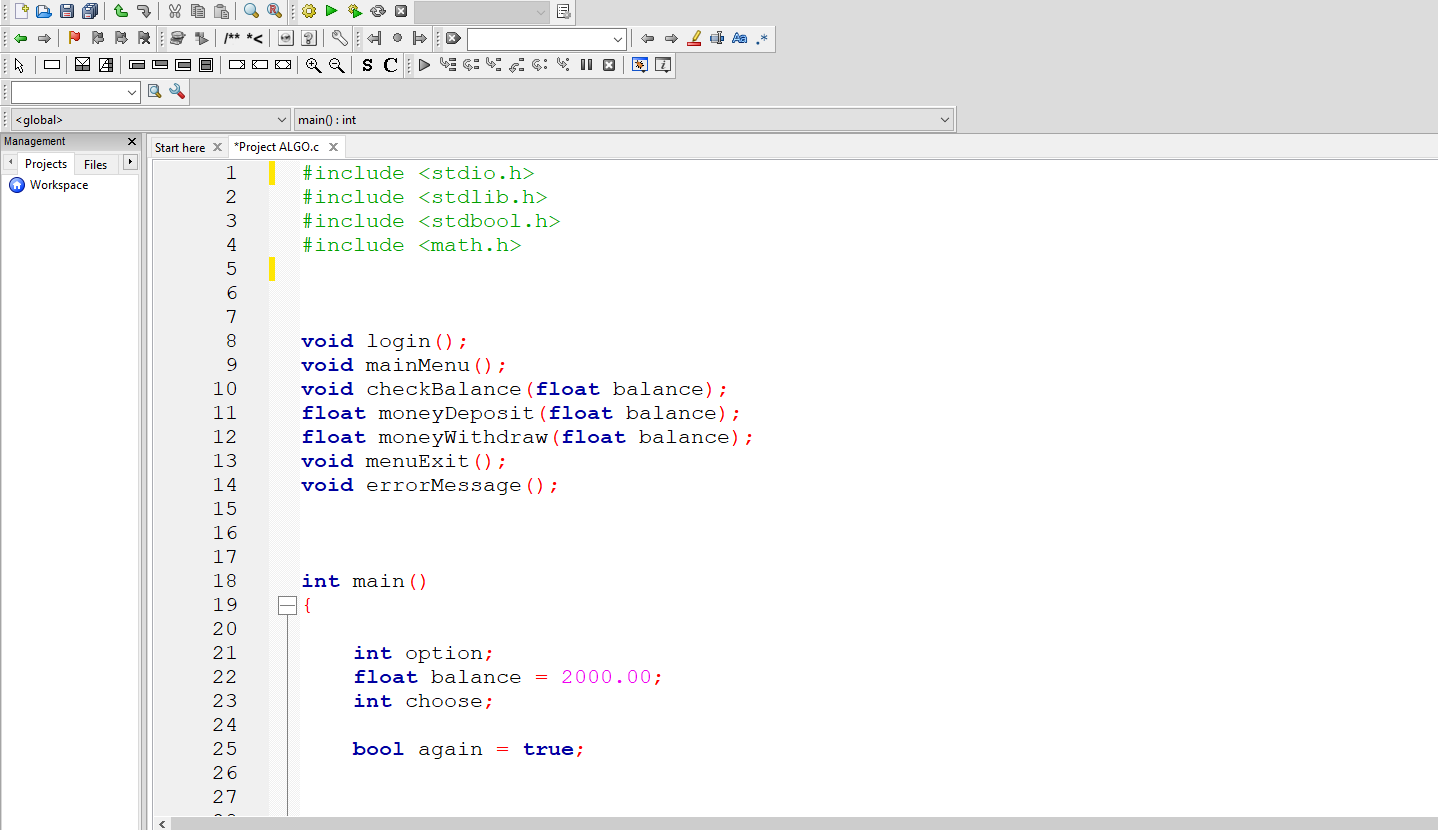 /** *<
S C
<global>
main() : int
Management
Projects Files
Workspace
Start here *Project ALGO.c
1 #include <stdio.h>
2 #include <stdlib.h>
3 #include <stdbool.h>
4 #include <math.h>
5
6
7
8 void login();
9 void mainMenu();
10 void checkBalance(float balance);
11 float moneyDeposit(float balance);
12 float moneyWithdraw(float balance);
13 void menuExit();
14 void errorMessage();
15
16
17
18 int main()
19 {
20
21 int option;
22 float balance = 2000.00;
23 int choose;
24
25 bool again = true;
26
27